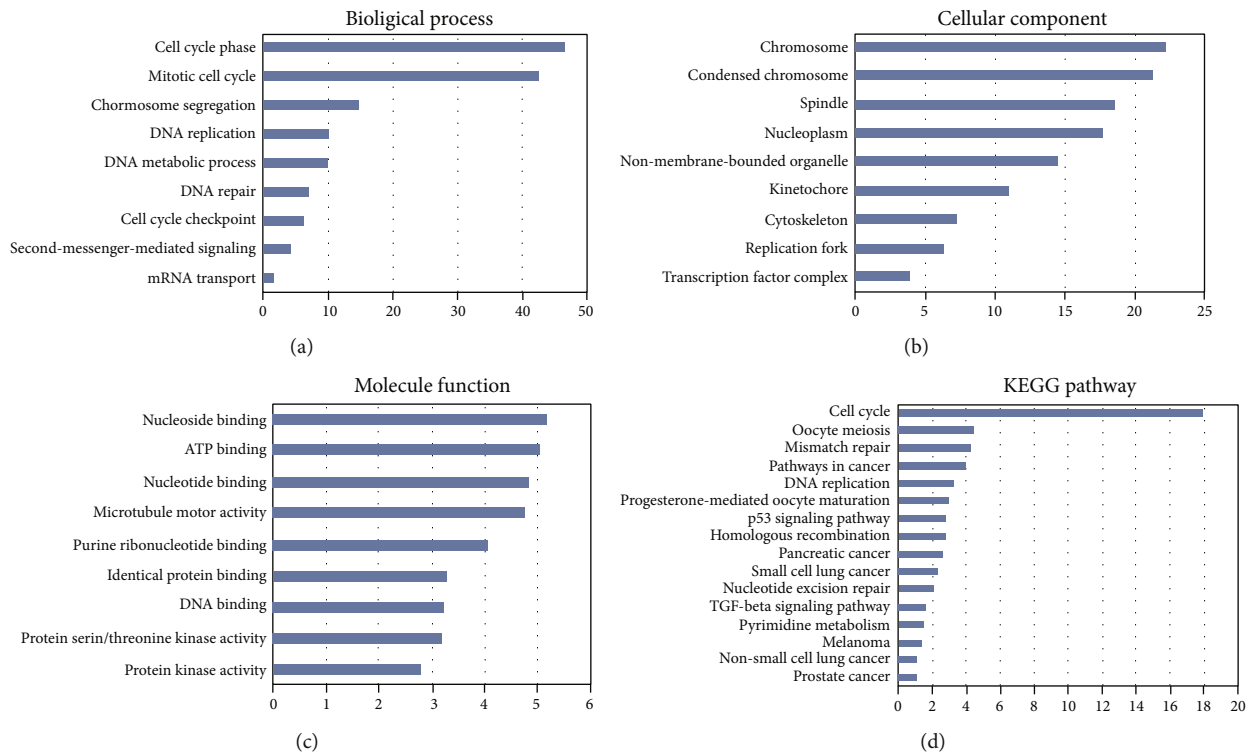 Bioligical process
Cell cycle phase
Mitotic cell cycle
Chormosome segregation
DNA replication
DNA metabolic process
DNA repair
Cell cycle checkpoint
Second-messenger-mediated signaling
mRNA transport
0 10 20 30 40 50
(a)
Cellular component
Chromosome
Condensed chromosome
Spindle
Nucleoplasm
Non-membrane-bounded organelle
Kinetochore
Cytoskeleton
Replication fork
Transcription factor complex
0 5 10 15 20 25
(b)
Molecule function
Nucleoside binding
ATP binding
Nucleotide binding
Microtubule motor activity
Purine ribonucleotide binding
Identical protein binding
DNA binding
Protein serin/threonine kinase activity
Protein kinase activity
0 1 2 3 4 5 6
(c)
KEGG pathway
Cell cycle
Oocyte meiosis
Mismatch repair
Pathways in cancer
DNA replication
Progesterone-mediated oocyte maturation
p53 signaling pathway
Homologous recombination
Pancreatic cancer
Small cell lung cancer
Nucleotide excision repair
TGF-beta signaling pathway
Pyrimidine metabolism
Melanoma
Non-small cell lung cancer
Prostate cancer
0 2 4 6 8 10 12 14 16 18 20
(d)